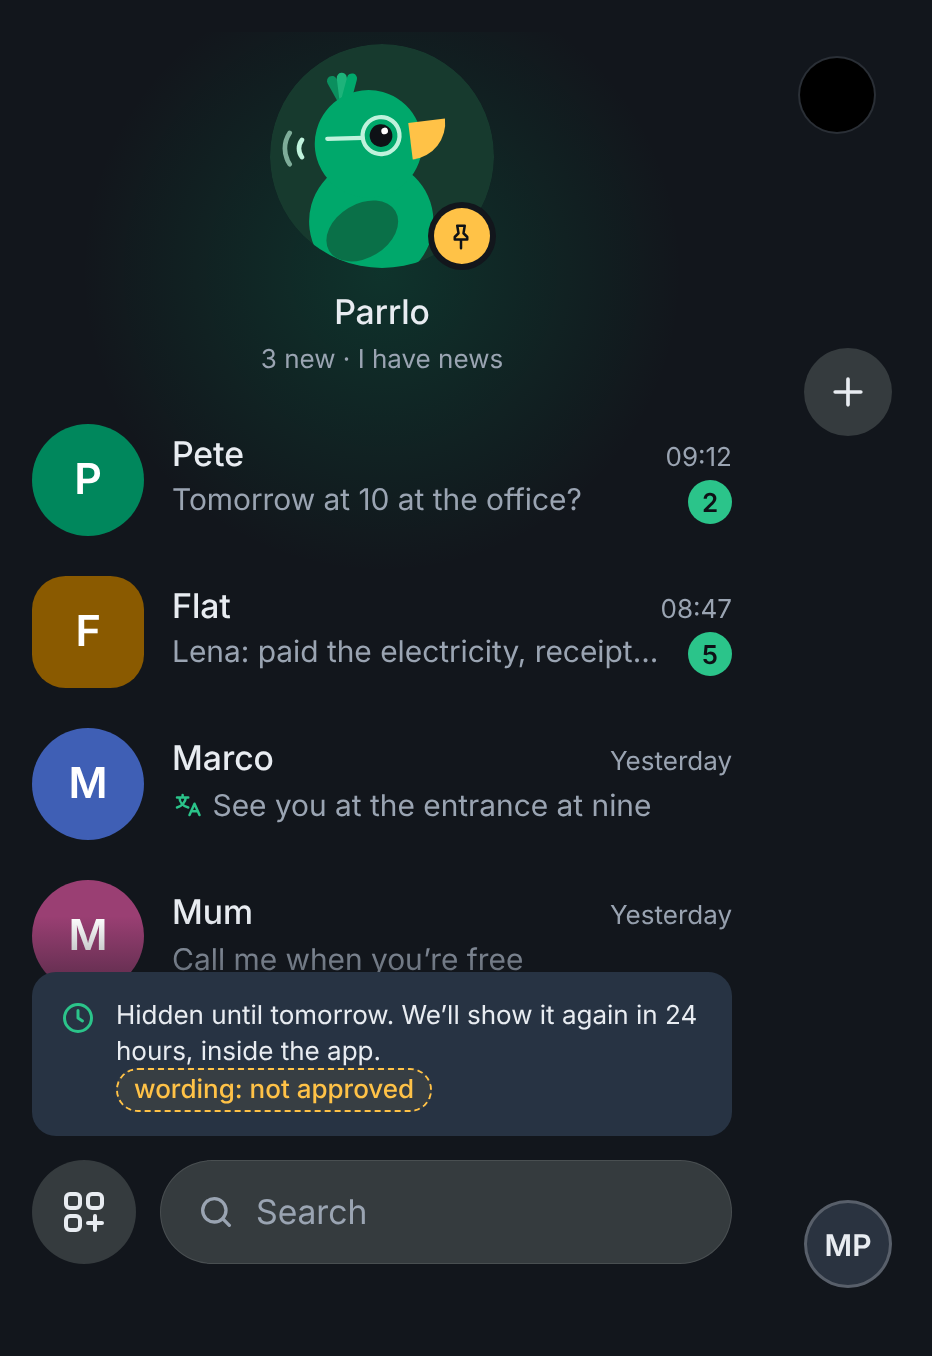 Parrlo
3 new · I have news
P
Pete
09:12
Tomorrow at 10 at the office?
2
F
Flat
08:47
Lena: paid the electricity, receipt...
5
M
Marco
Yesterday
See you at the entrance at nine
M
Mum
Yesterday
Call me when you’re free
Hidden until tomorrow. We’ll show it again in 24
hours, inside the app.
wording: not approved
Search
MP